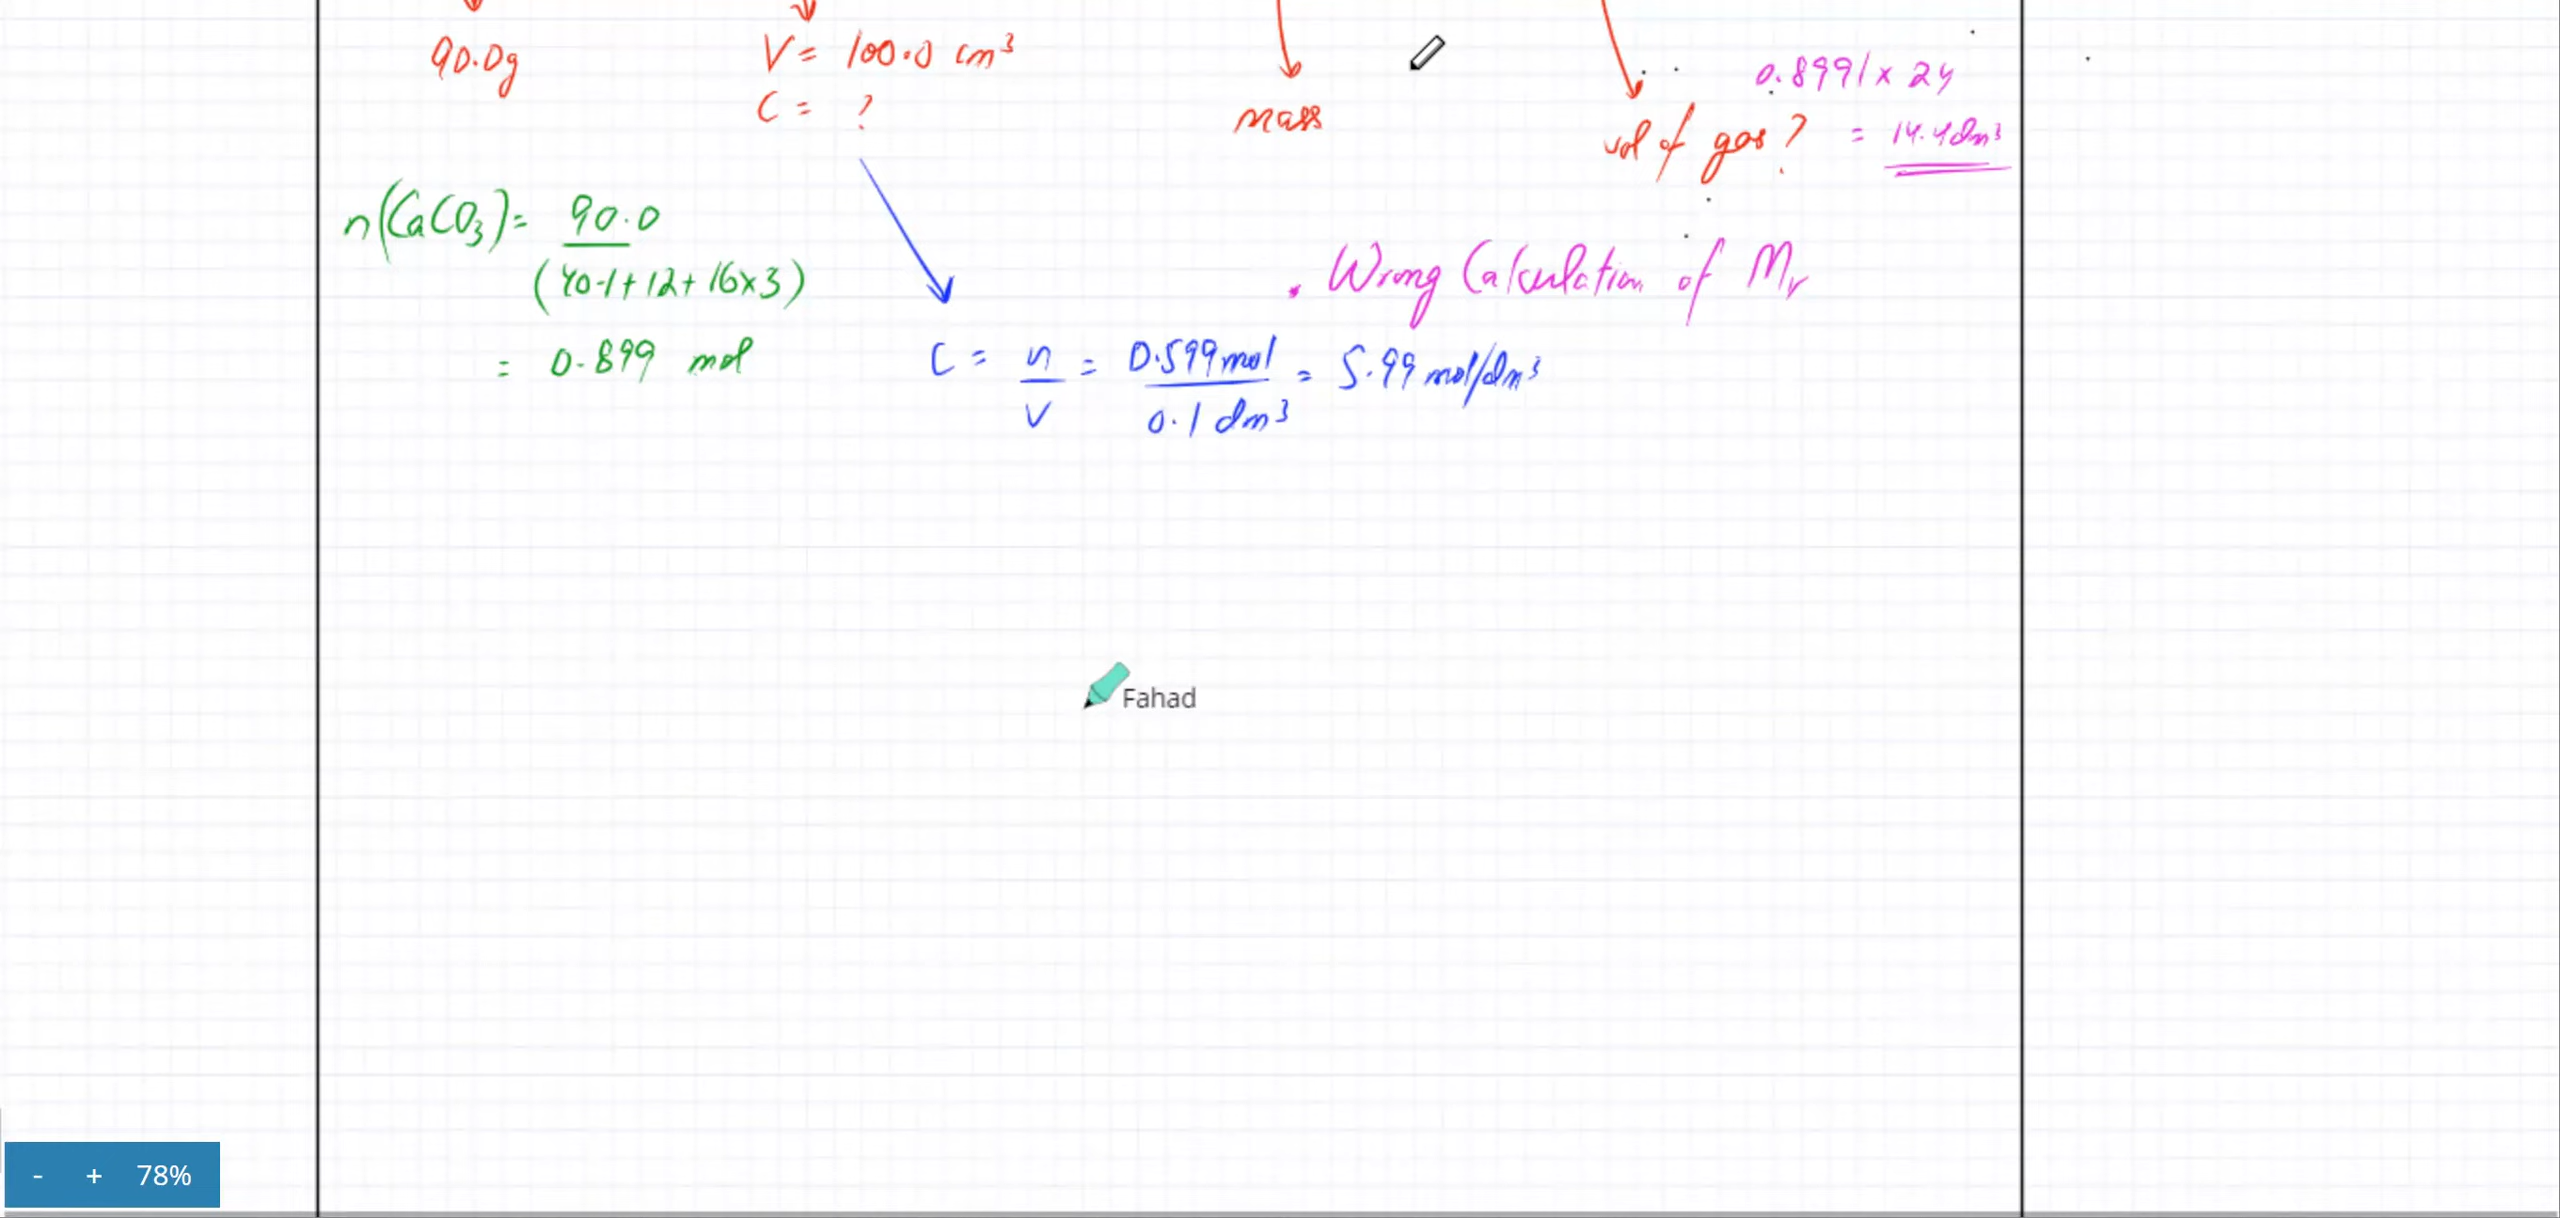 90.0g
V = 100.0 cm³
C = ?
mass
0.8991 x 24
vol of gas? = 14.4dm³
n(CaCO₃) = 90.0
(40.1+12+16x3)
= 0.899 mol
. Wrong Calculation of Mr
C = n = 0.599mol = 5.99 mol/dm³
V 0.1 dm³
Fahad
- + 78%